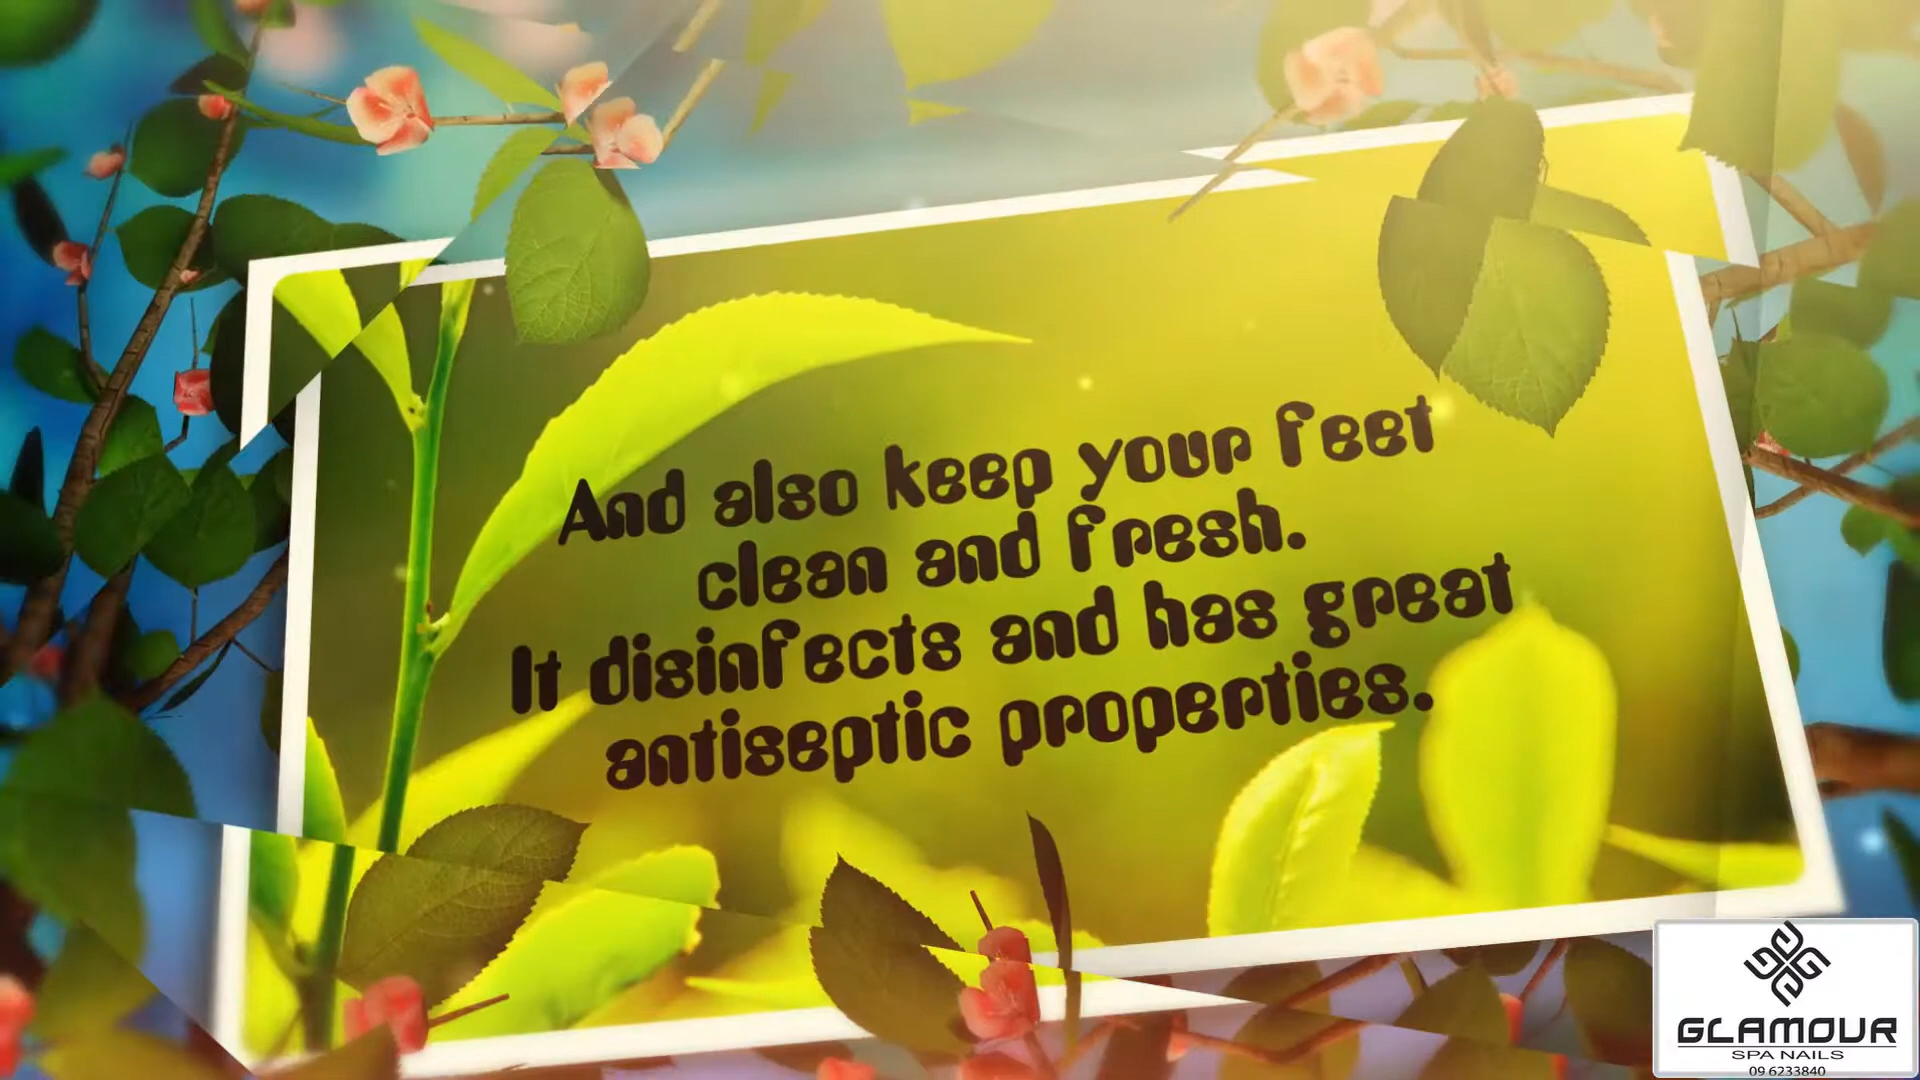 And also keep your feet
clean and fresh.
It disinfects and has great
antiseptic properties.
GLAMOUR
SPA NAILS
09 6233840